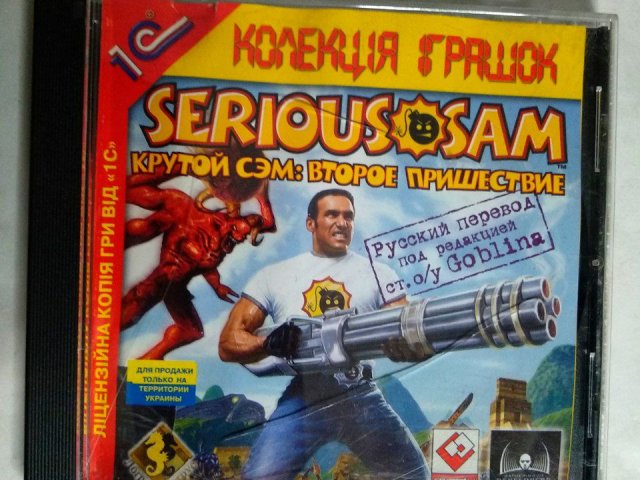 1С
КОЛЕКЦІЯ ІГРАШОК
SERIOUS SAM
TM
КРУТОЙ СЭМ: ВТОРОЕ ПРИШЕСТВИЕ
Русский перевод
под редакцией
ст. о/у Goblina
ЛІЦЕНЗІЙНА КОПІЯ ГРИ ВІД «1С»
ДЛЯ ПРОДАЖИ
ТОЛЬКО НА
ТЕРРИТОРИИ
УКРАИНЫ